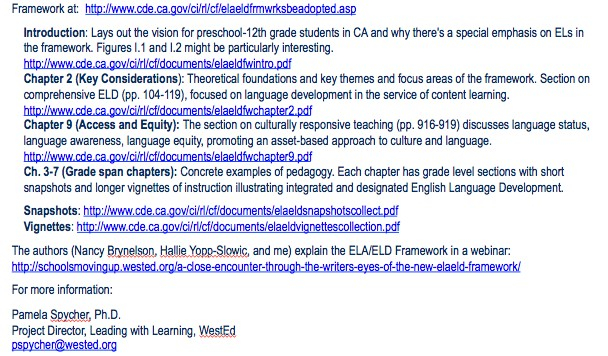 Framework at: http://www.cde.ca.gov/ci/rl/cf/elaeldfrmwrksbeadopted.asp
Introduction: Lays out the vision for preschool-12th grade students in CA and why there's a special emphasis on ELs in
the framework. Figures I.1 and I.2 might be particularly interesting.
http://www.cde.ca.gov/ci/rl/cf/documents/elaeldfwintro.pdf
Chapter 2 (Key Considerations): Theoretical foundations and key themes and focus areas of the framework. Section on
comprehensive ELD (pp. 104-119), focused on language development in the service of content learning.
http://www.cde.ca.gov/ci/rl/cf/documents/elaeldfwchapter2.pdf
Chapter 9 (Access and Equity): The section on culturally responsive teaching (pp. 916-919) discusses language status,
language awareness, language equity, promoting an asset-based approach to culture and language.
http://www.cde.ca.gov/ci/rl/cf/documents/elaeldfwchapter9.pdf
Ch. 3-7 (Grade span chapters): Concrete examples of pedagogy. Each chapter has grade level sections with short
snapshots and longer vignettes of instruction illustrating integrated and designated English Language Development.
Snapshots: http://www.cde.ca.gov/ci/rl/cf/documents/elaeldsnapshotscollect.pdf
Vignettes: http://www.cde.ca.gov/ci/rl/cf/documents/elaeldvignettescollection.pdf
The authors (Nancy Brynelson, Hallie Yopp-Slowic, and me) explain the ELA/ELD Framework in a webinar:
http://schoolsmovingup.wested.org/a-close-encounter-through-the-writers-eyes-of-the-new-elaeld-framework/
For more information:
Pamela Spycher, Ph.D.
Project Director, Leading with Learning, WestEd
pspycher@wested.org